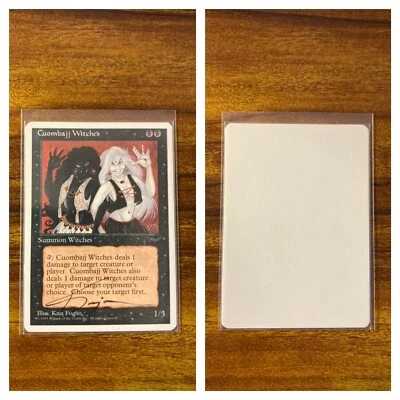 Cuombajj Witches
Summon Witches
: Cuombajj Witches deals 1
damage to target creature or
player. Cuombajj Witches also
deals 1 damage to target creature
or player of target opponent's
choice. Choose your target first.
Illus. Kaja Foglio
1/3